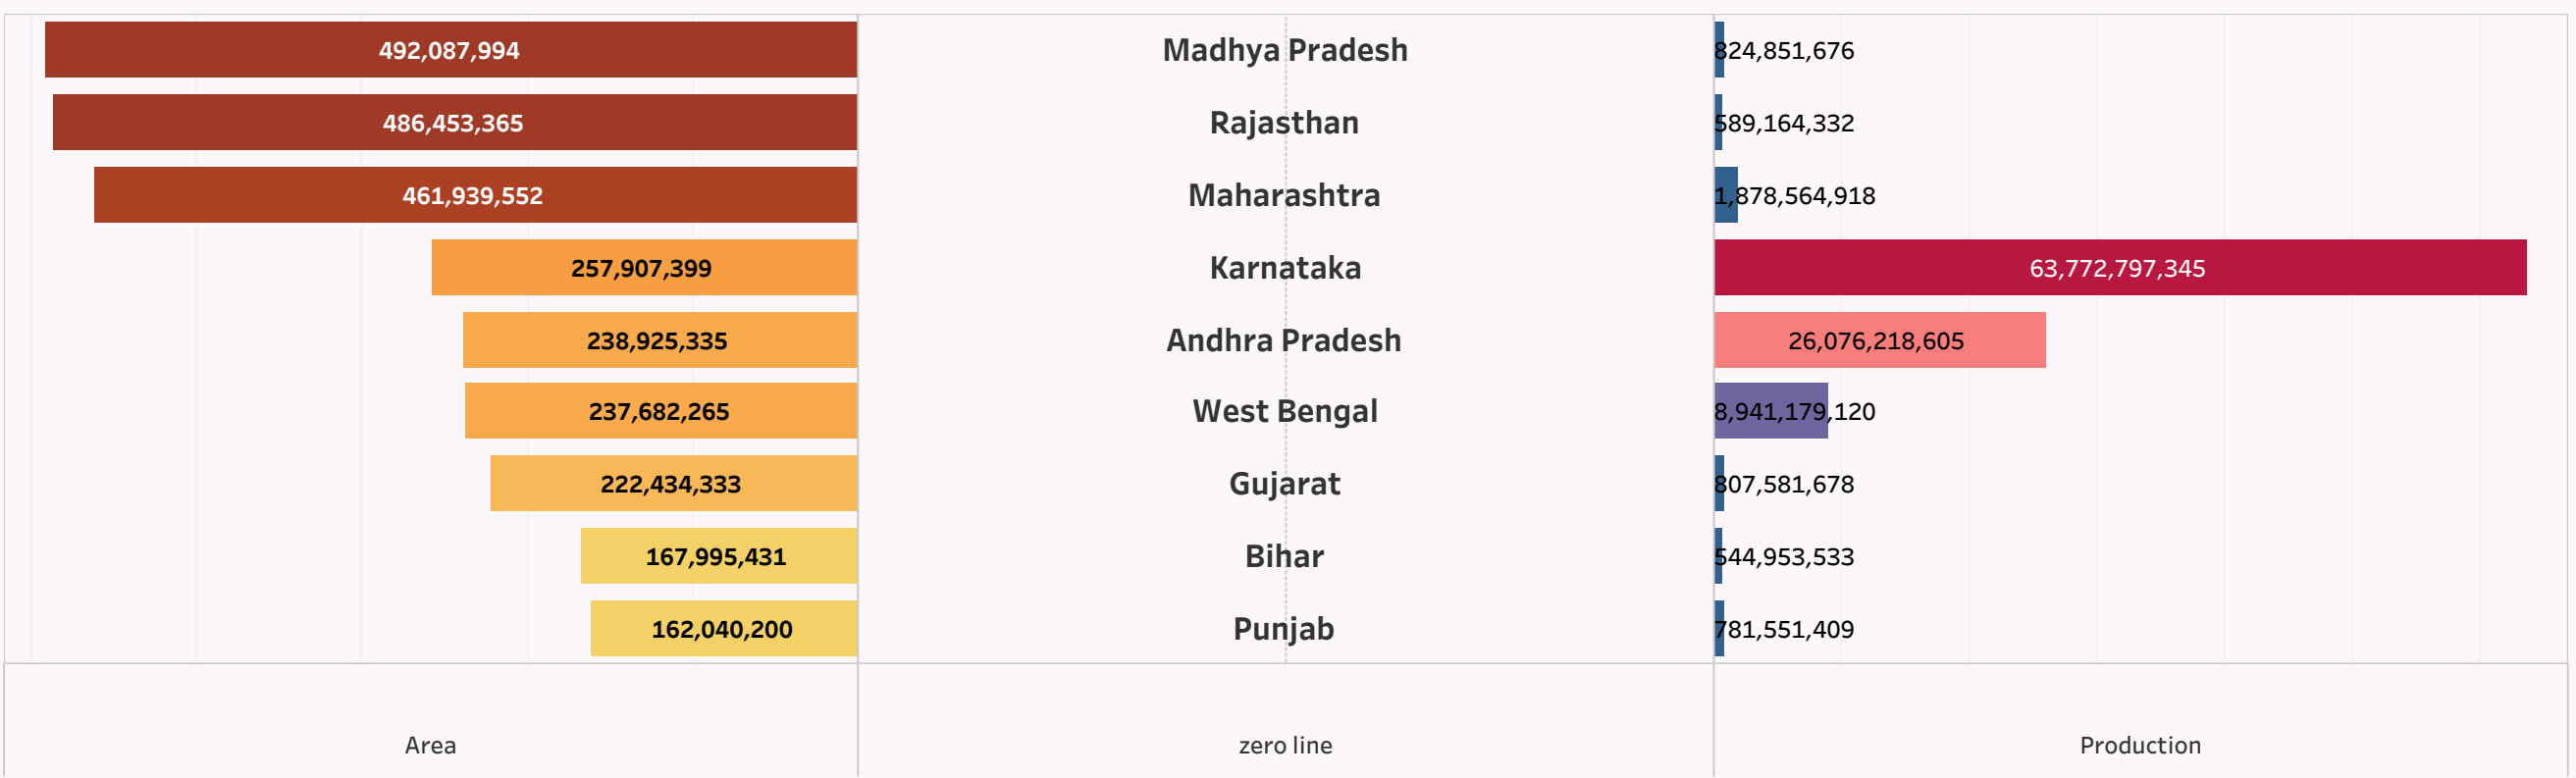 492,087,994 Madhya Pradesh 824,851,676
486,453,365 Rajasthan 589,164,332
461,939,552 Maharashtra 1,878,564,918
257,907,399 Karnataka 63,772,797,345
238,925,335 Andhra Pradesh 26,076,218,605
237,682,265 West Bengal 8,941,179,120
222,434,333 Gujarat 807,581,678
167,995,431 Bihar 544,953,533
162,040,200 Punjab 781,551,409
Area zero line Production